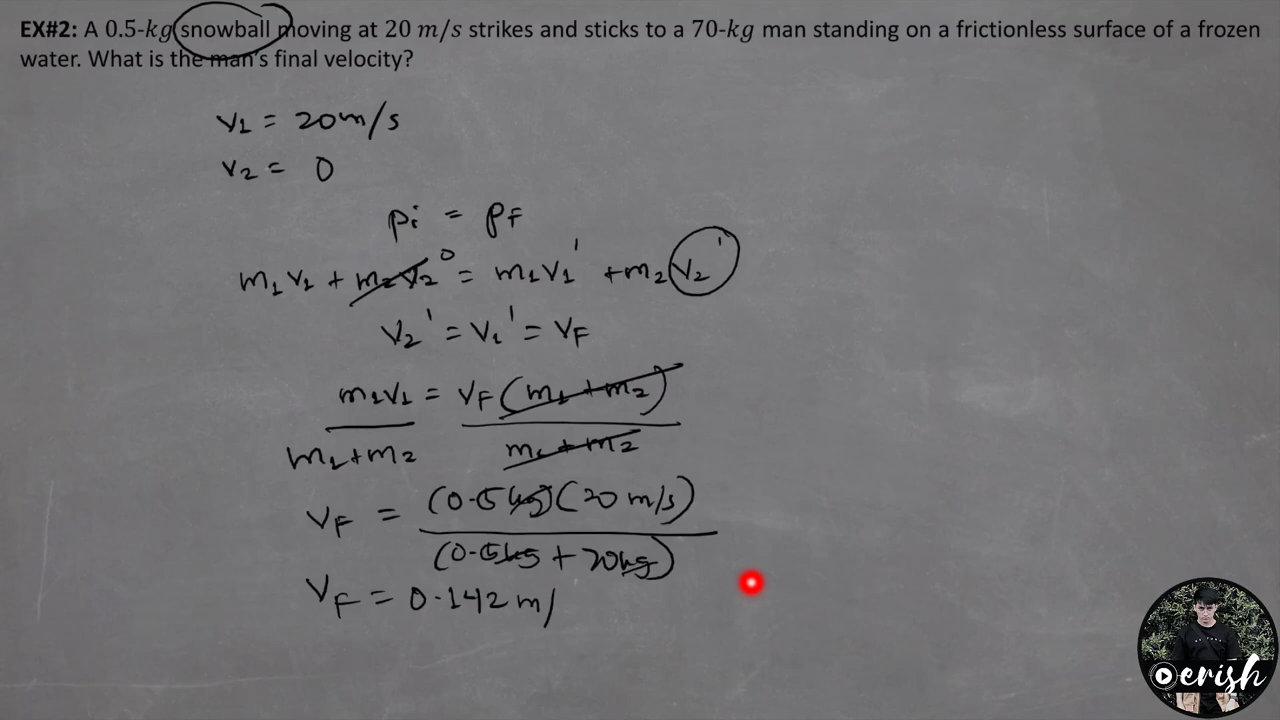 EX#2: A 0.5-kg snowball moving at 20 m/s strikes and sticks to a 70-kg man standing on a frictionless surface of a frozen
water. What is the man's final velocity?
v1 = 20m/s
v2 = 0
pi = pF
m1v1 + m2v2 0 = m1v1' + m2v2'
v2' = v1' = vF
m1v1 = vF(m1+m2)
m1+m2 m1+m2
vF = (0.5kg)(20 m/s)
(0.5kg + 70kg)
vF = 0.142 m/
erish